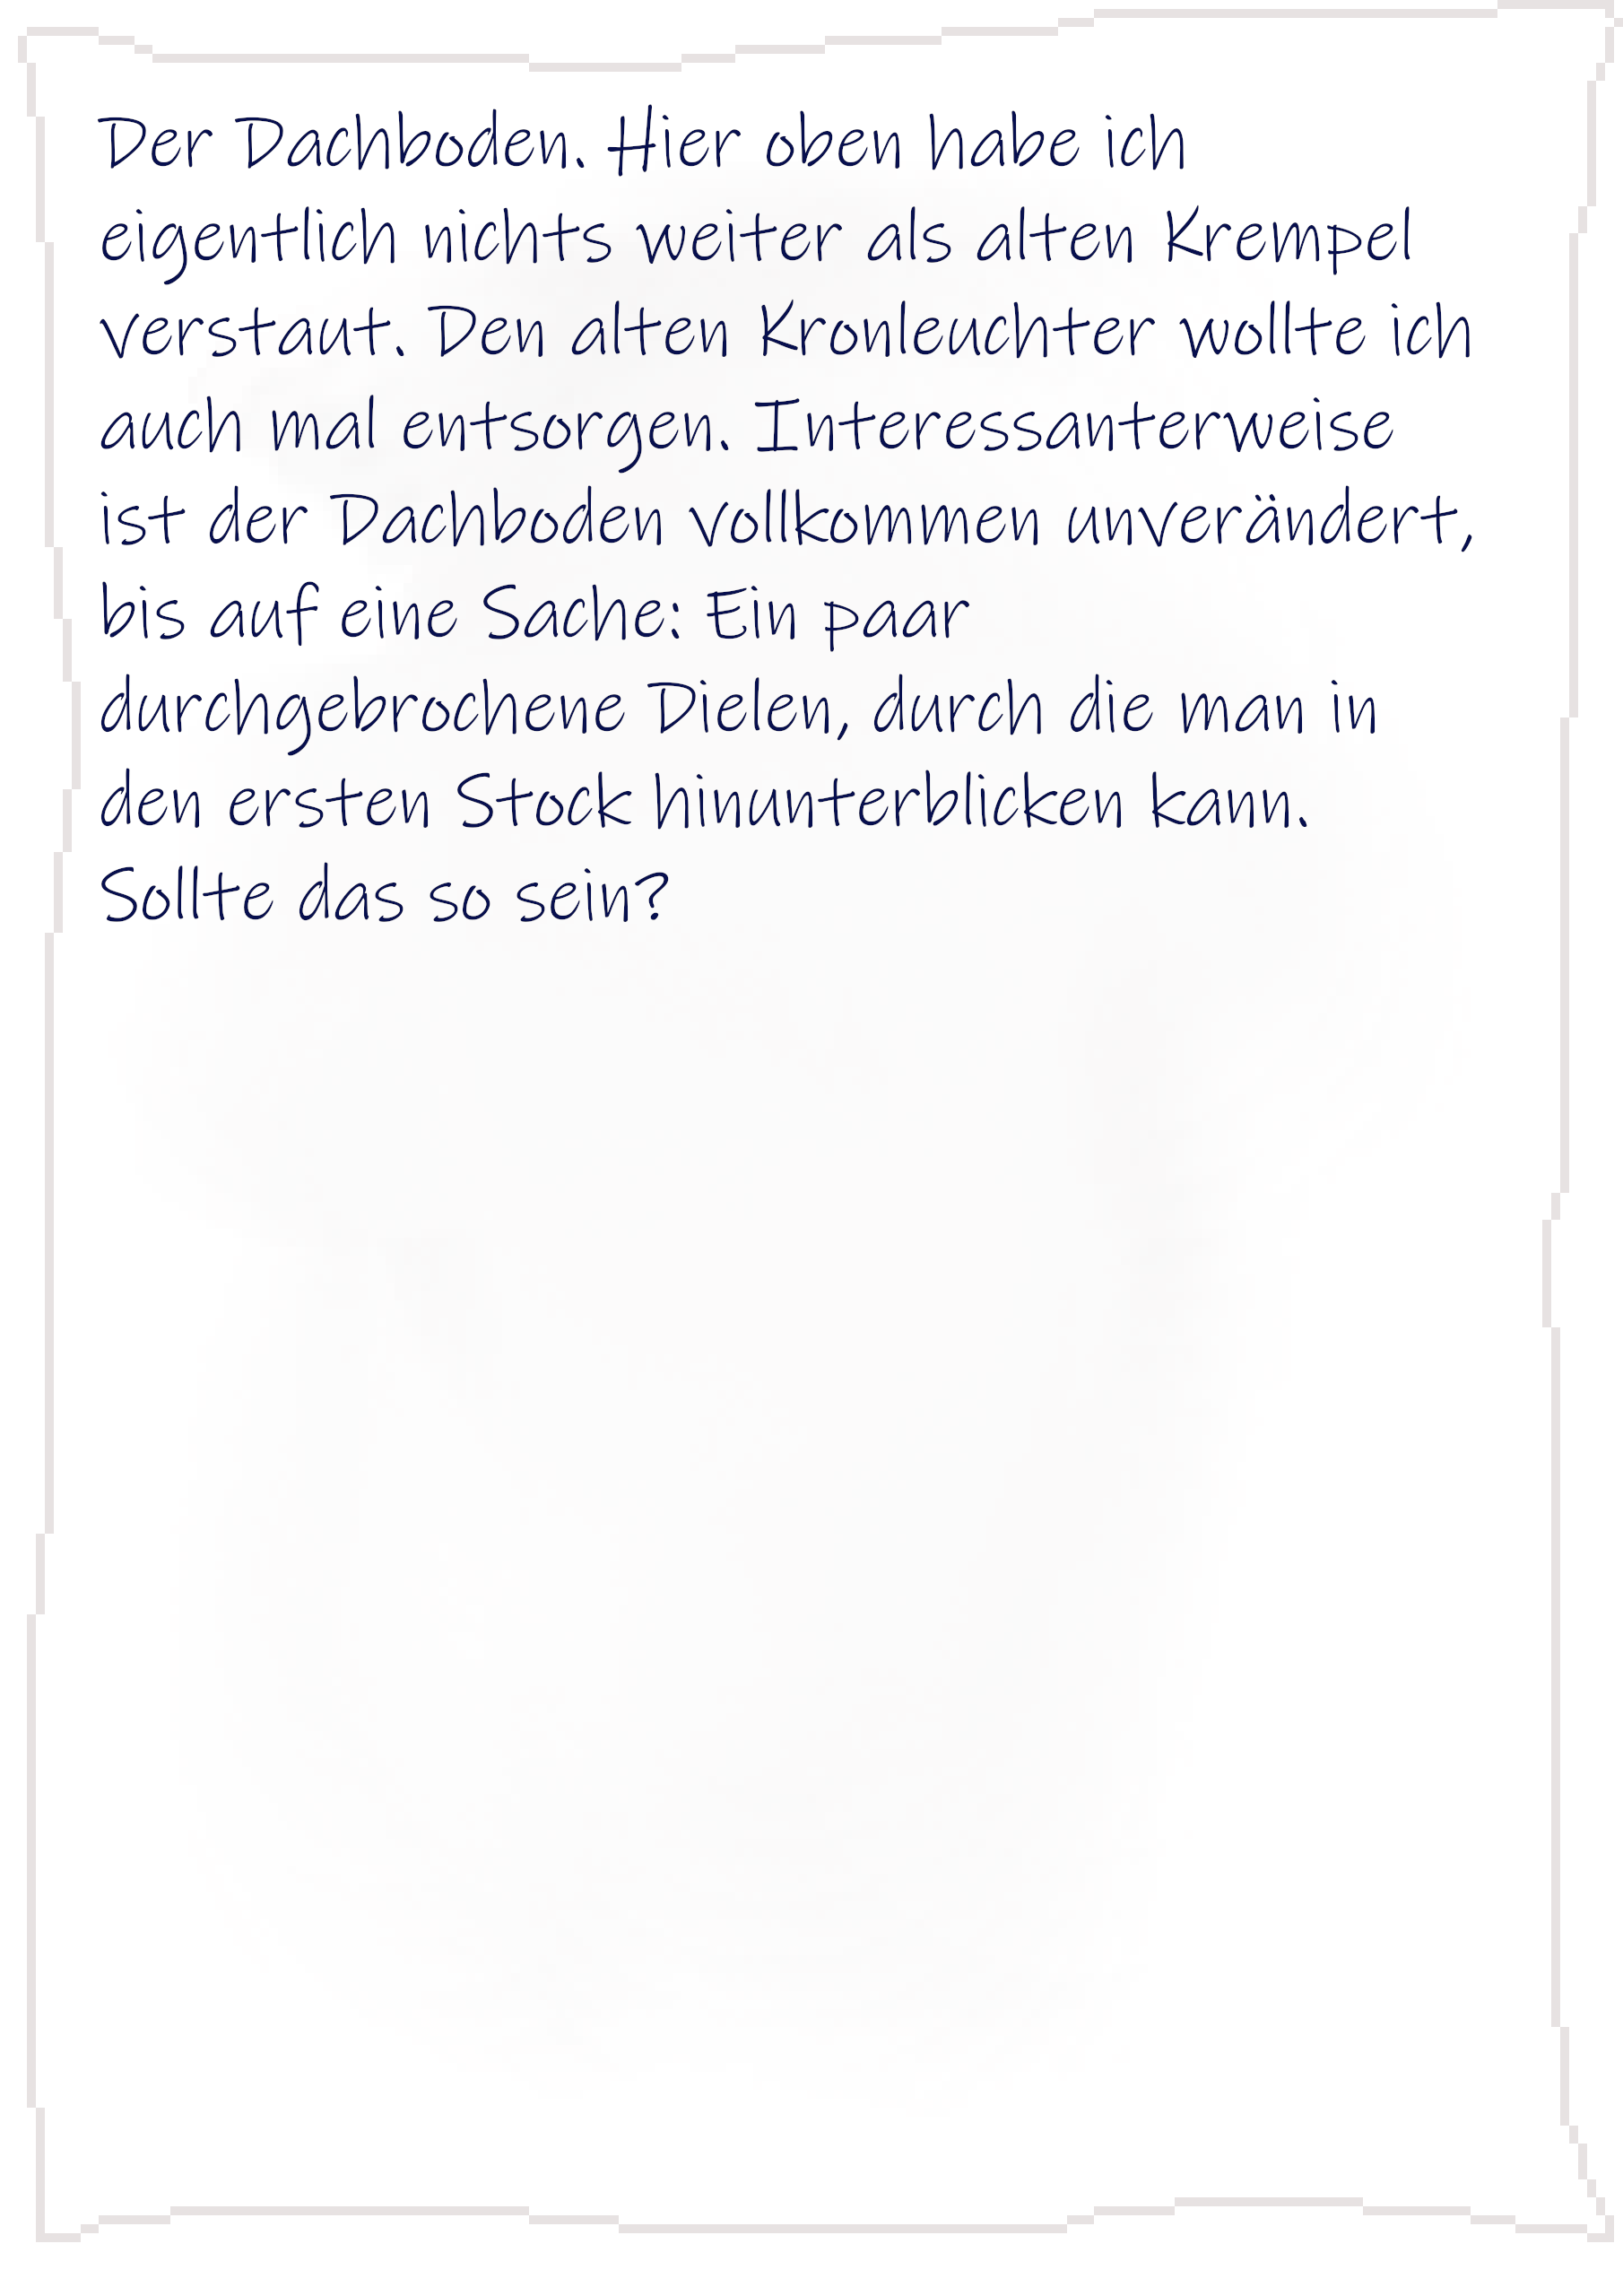 Der Dachboden. Hier oben habe ich
eigentlich nichts weiter als alten Krempel
verstaut. Den alten Kronleuchter wollte ich
auch mal entsorgen. Interessanterweise
ist der Dachboden vollkommen unverändert,
bis auf eine Sache: Ein paar
durchgebrochene Dielen, durch die man in
den ersten Stock hinunterblicken kann.
Sollte das so sein?